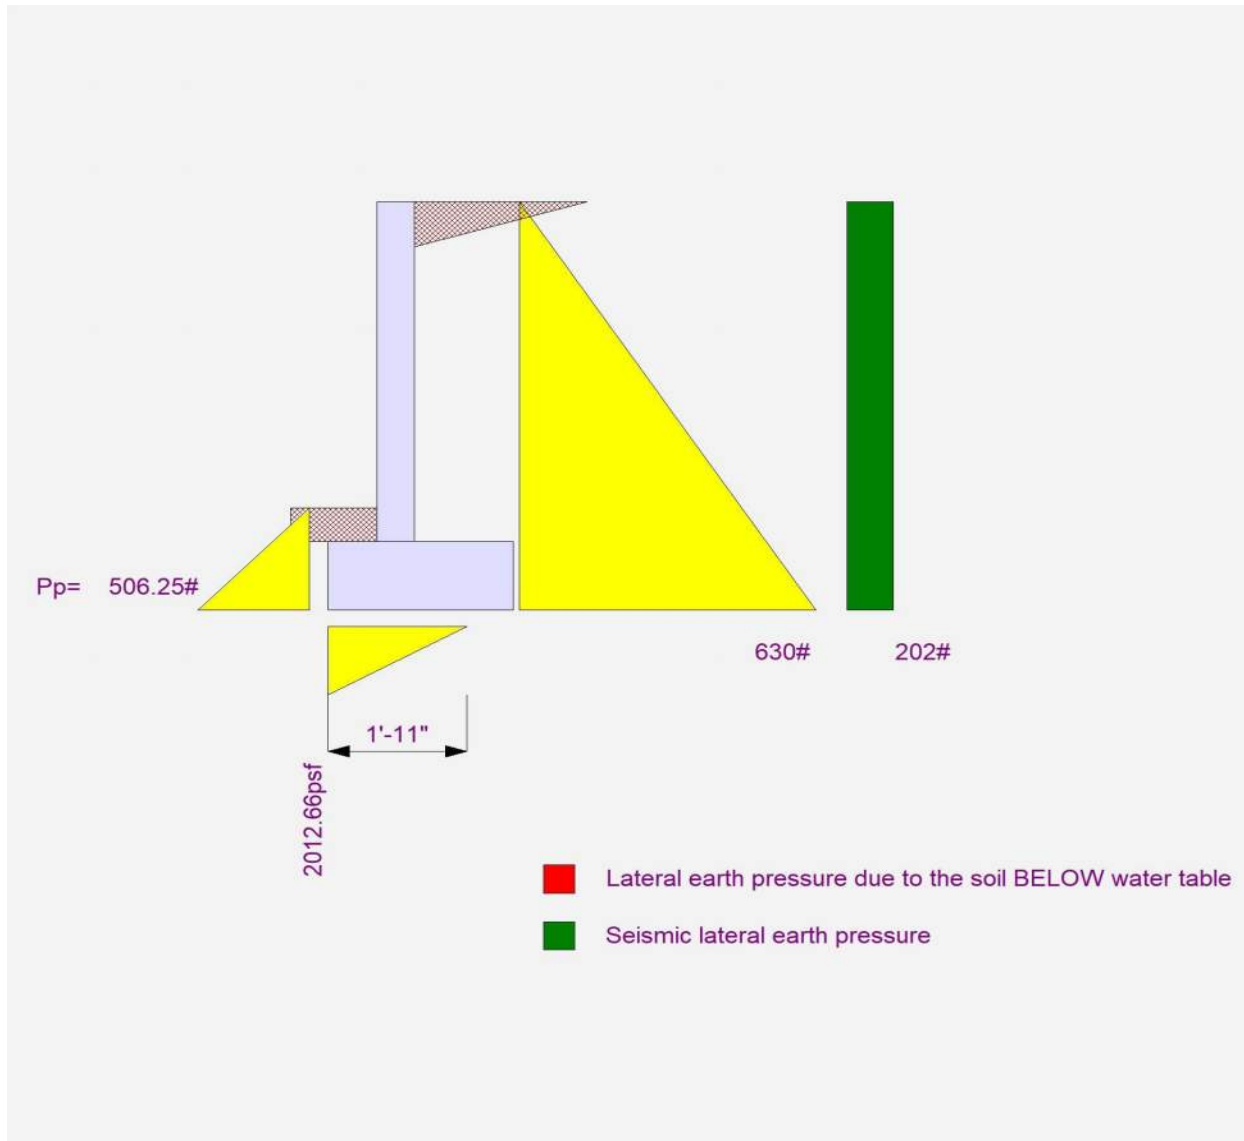 Pp= 506.25#
630# 202#
1'-11"
2012.66psf
Lateral earth pressure due to the soil BELOW water table
Seismic lateral earth pressure